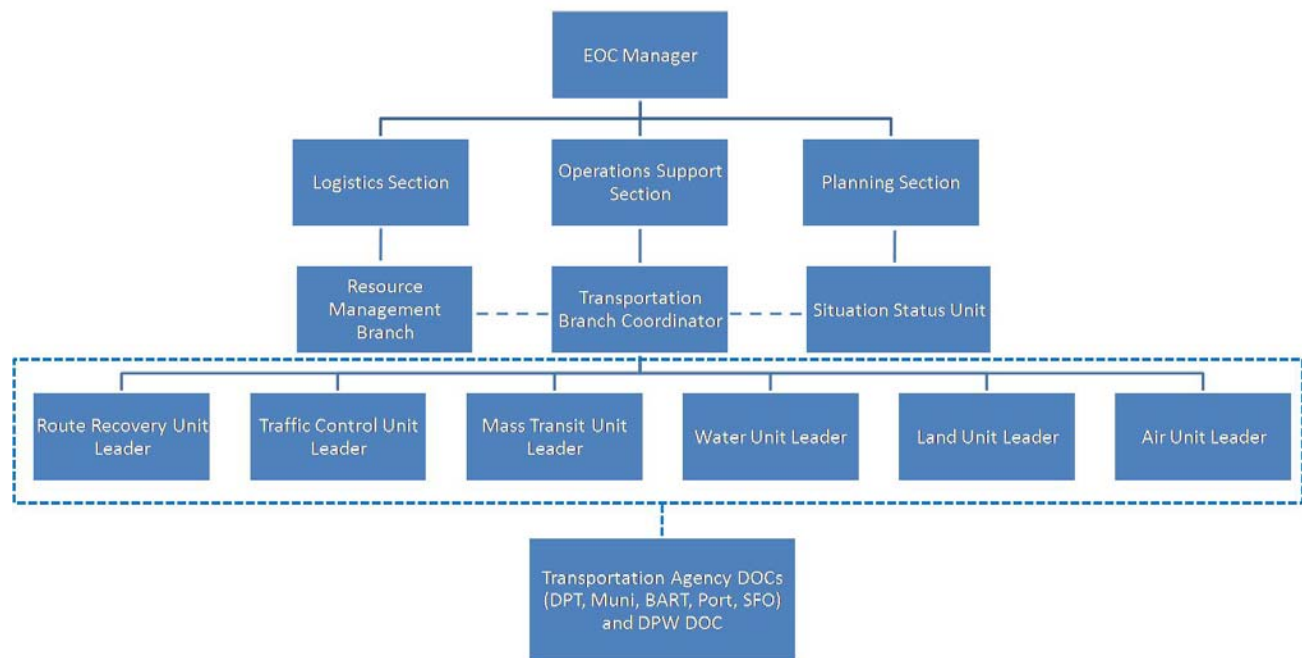 EOC Manager
Logistics Section
Operations Support
Section
Planning Section
Resource
Management
Branch
Transportation
Branch Coordinator
Situation Status Unit
Route Recovery Unit
Leader
Traffic Control Unit
Leader
Mass Transit Unit
Leader
Water Unit Leader
Land Unit Leader
Air Unit Leader
Transportation Agency DOCs
(DPT, Muni, BART, Port, SFO)
and DPW DOC